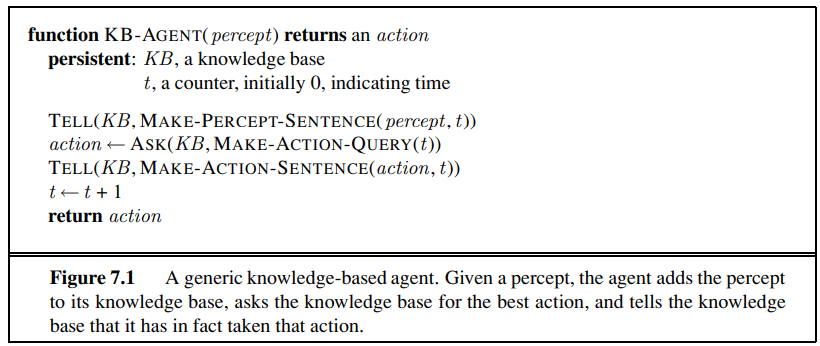 function KB-AGENT(percept) returns an action
persistent: KB, a knowledge base
t, a counter, initially 0, indicating time
TELL(KB, MAKE-PERCEPT-SENTENCE(percept, t))
action ← ASK(KB, MAKE-ACTION-QUERY(t))
TELL(KB, MAKE-ACTION-SENTENCE(action, t))
t ← t + 1
return action
Figure 7.1 A generic knowledge-based agent. Given a percept, the agent adds the percept
to its knowledge base, asks the knowledge base for the best action, and tells the knowledge
base that it has in fact taken that action.